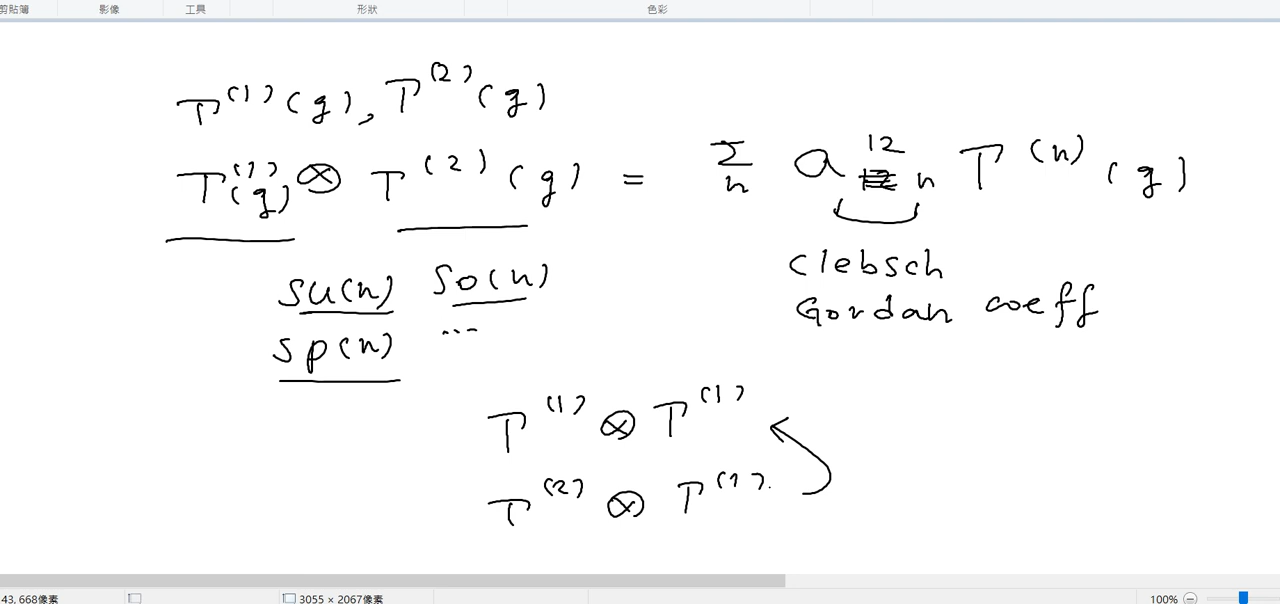 剪貼簿 影像 工具 形狀 色彩
T⁽¹⁾(g), T⁽²⁾(g)
T⁽¹⁾(g) ⊗ T⁽²⁾(g) = Σₙ a¹²ₙ T⁽ⁿ⁾(g)
Clebsch
Gordan coeff
su(n) so(n)
sp(n) ...
T⁽¹⁾ ⊗ T⁽¹⁾
T⁽²⁾ ⊗ T⁽¹⁾.
43, 668像素 3055 × 2067像素 100%